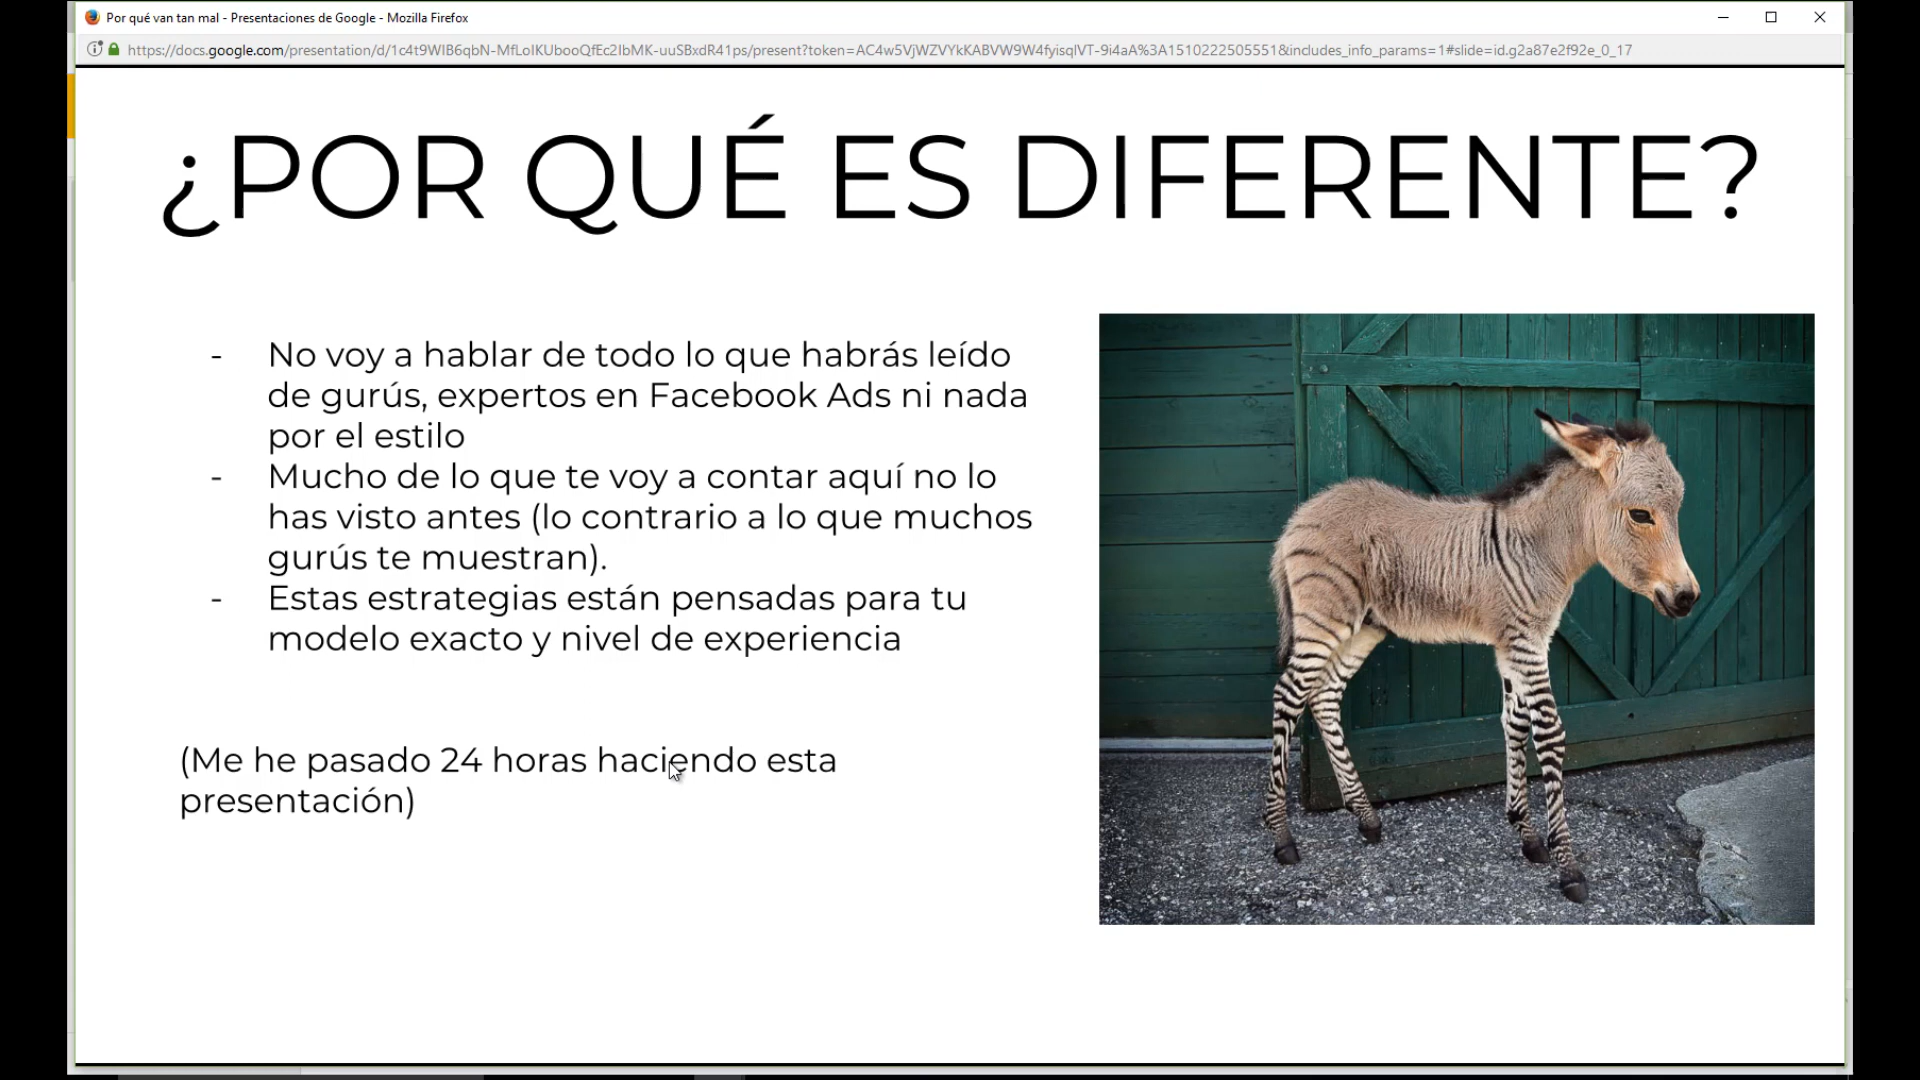 Por qué van tan mal - Presentaciones de Google - Mozilla Firefox
https://docs.google.com/presentation/d/1c4t9WIB6qbN-MfLoIKUbooQfEc2IbMK-uuSBxdR41ps/present?token=AC4w5VjWZVYkKABVW9W4fyisqlVT-9i4aA%3A1510222505551&includes_info_params=1#slide=id.g2a87e2f92e_0_17
¿POR QUÉ ES DIFERENTE?
- No voy a hablar de todo lo que habrás leído
de gurús, expertos en Facebook Ads ni nada
por el estilo
- Mucho de lo que te voy a contar aquí no lo
has visto antes (lo contrario a lo que muchos
gurús te muestran).
- Estas estrategias están pensadas para tu
modelo exacto y nivel de experiencia
(Me he pasado 24 horas haciendo esta
presentación)